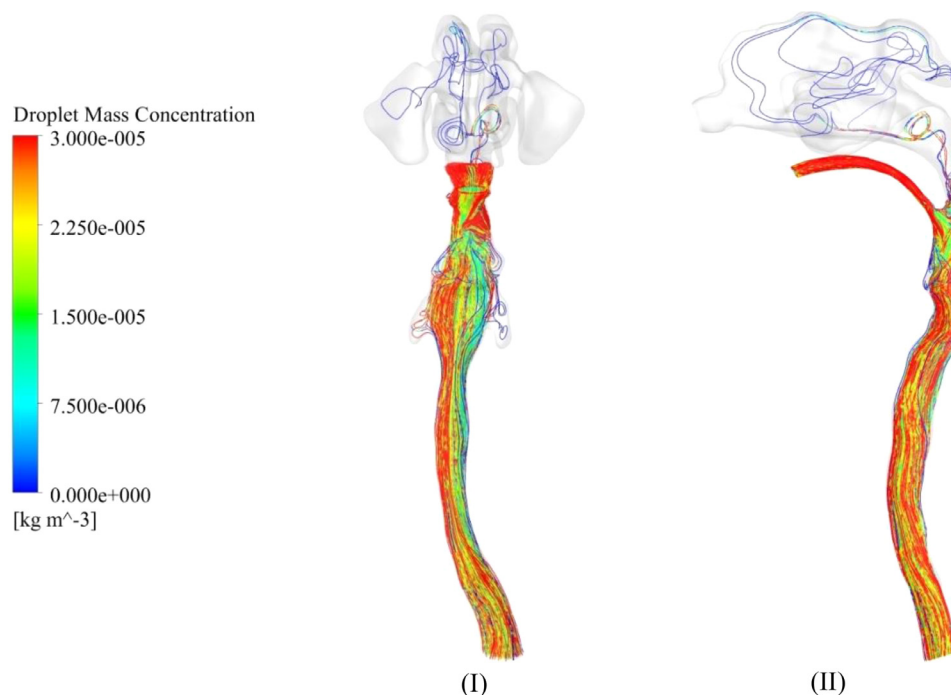 Droplet Mass Concentration
3.000e-005
2.250e-005
1.500e-005
7.500e-006
0.000e+000
[kg m^-3]
(I)
(II)